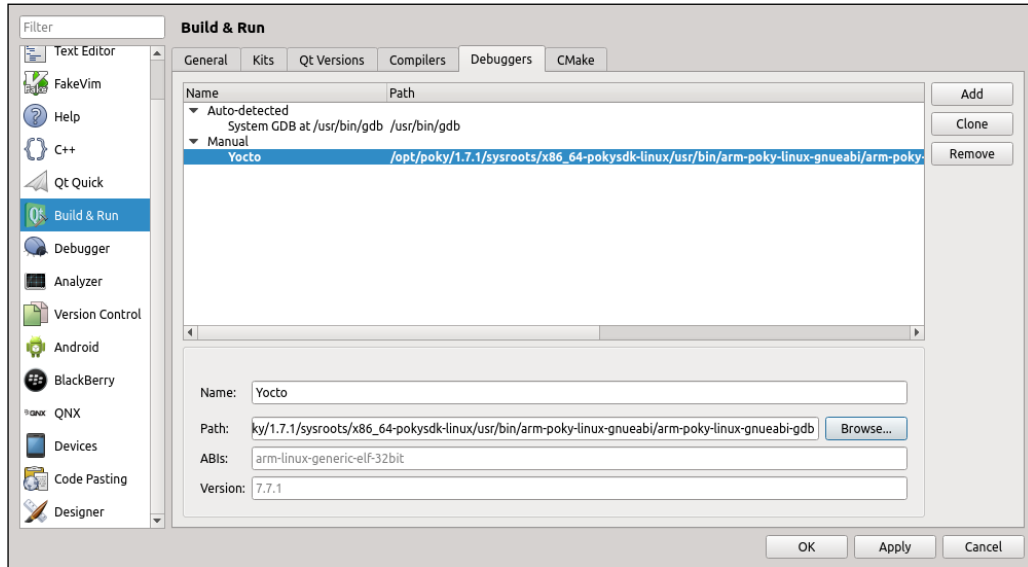 Filter
Text Editor
FakeVim
Help
C++
Qt Quick
Build & Run
Debugger
Analyzer
Version Control
Android
BlackBerry
QNX
Devices
Code Pasting
Designer
Build & Run
General Kits Qt Versions Compilers Debuggers CMake
Name Path
Auto-detected
System GDB at /usr/bin/gdb /usr/bin/gdb
Manual
Yocto /opt/poky/1.7.1/sysroots/x86_64-pokysdk-linux/usr/bin/arm-poky-linux-gnueabi/arm-poky-
Add
Clone
Remove
Name: Yocto
Path: ky/1.7.1/sysroots/x86_64-pokysdk-linux/usr/bin/arm-poky-linux-gnueabi/arm-poky-linux-gnueabi-gdb Browse...
ABIs: arm-linux-generic-elf-32bit
Version: 7.7.1
OK Apply Cancel